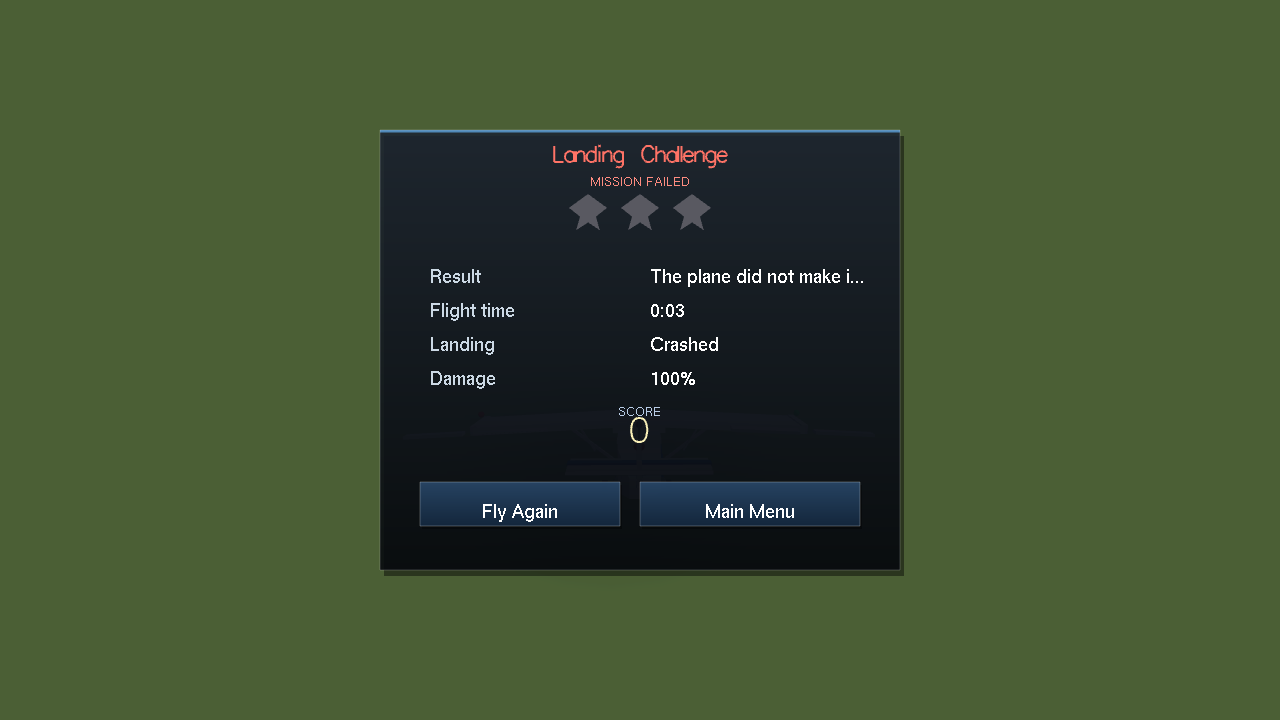 Landing Challenge
MISSION FAILED
Result The plane did not make i...
Flight time 0:03
Landing Crashed
Damage 100%
SCORE
0
Fly Again Main Menu